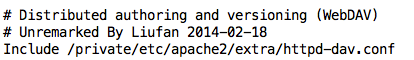 # Distributed authoring and versioning (WebDAV)
# Unremarked By Liufan 2014-02-18
Include /private/etc/apache2/extra/httpd-dav.conf